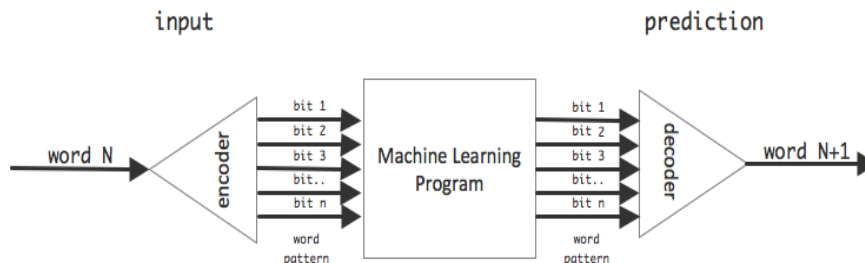 input
prediction
word N
encoder
bit 1
bit 2
bit 3
bit..
bit n
word
pattern
Machine Learning
Program
bit 1
bit 2
bit 3
bit..
bit n
word
pattern
decoder
word N+1